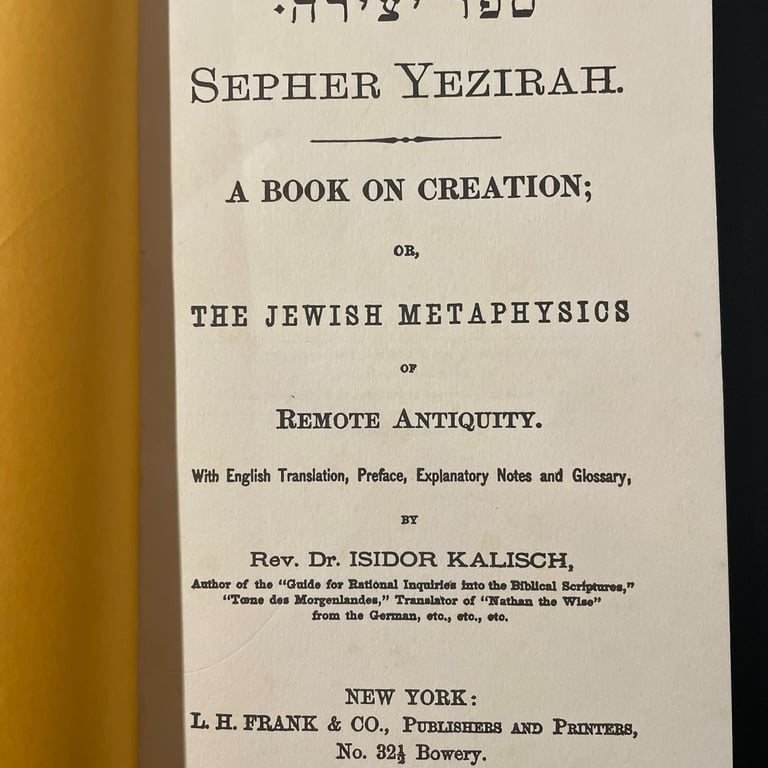 ספר יצירה.
SEPHER YEZIRAH.
A BOOK ON CREATION;
OR,
THE JEWISH METAPHYSICS
OF
REMOTE ANTIQUITY.
With English Translation, Preface, Explanatory Notes and Glossary,
BY
Rev. Dr. ISIDOR KALISCH,
Author of the "Guide for Rational Inquiries into the Biblical Scriptures,"
"Tœne des Morgenlandes," Translator of "Nathan the Wise"
from the German, etc., etc., etc.
NEW YORK:
L. H. FRANK & CO., PUBLISHERS AND PRINTERS,
No. 32½ Bowery.